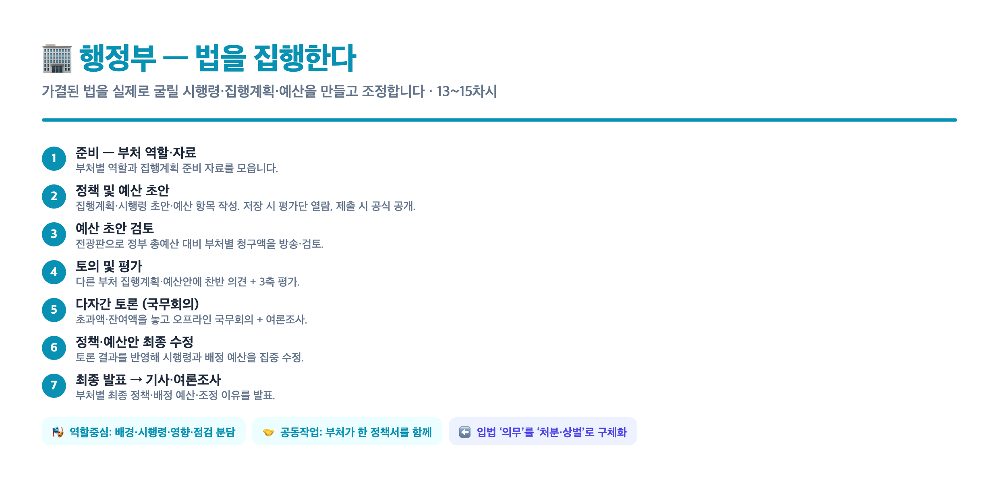 행정부 — 법을 집행한다
가결된 법을 실제로 굴릴 시행령·집행계획·예산을 만들고 조정합니다 · 13~15차시
1 준비 — 부처 역할·자료
부처별 역할과 집행계획 준비 자료를 모읍니다.
2 정책 및 예산 초안
집행계획·시행령 초안·예산 항목 작성. 저장 시 평가단 열람, 제출 시 공식 공개.
3 예산 초안 검토
전광판으로 정부 총예산 대비 부처별 청구액을 방송·검토.
4 토의 및 평가
다른 부처 집행계획·예산안에 찬반 의견 + 3축 평가.
5 다자간 토론 (국무회의)
초과액·잔여액을 놓고 오프라인 국무회의 + 여론조사.
6 정책·예산안 최종 수정
토론 결과를 반영해 시행령과 배정 예산을 집중 수정.
7 최종 발표 → 기사·여론조사
부처별 최종 정책·배정 예산·조정 이유를 발표.
역할중심: 배경·시행령·영향·점검 분담
공동작업: 부처가 한 정책서를 함께
입법 ‘의무’를 ‘처분·상벌’로 구체화